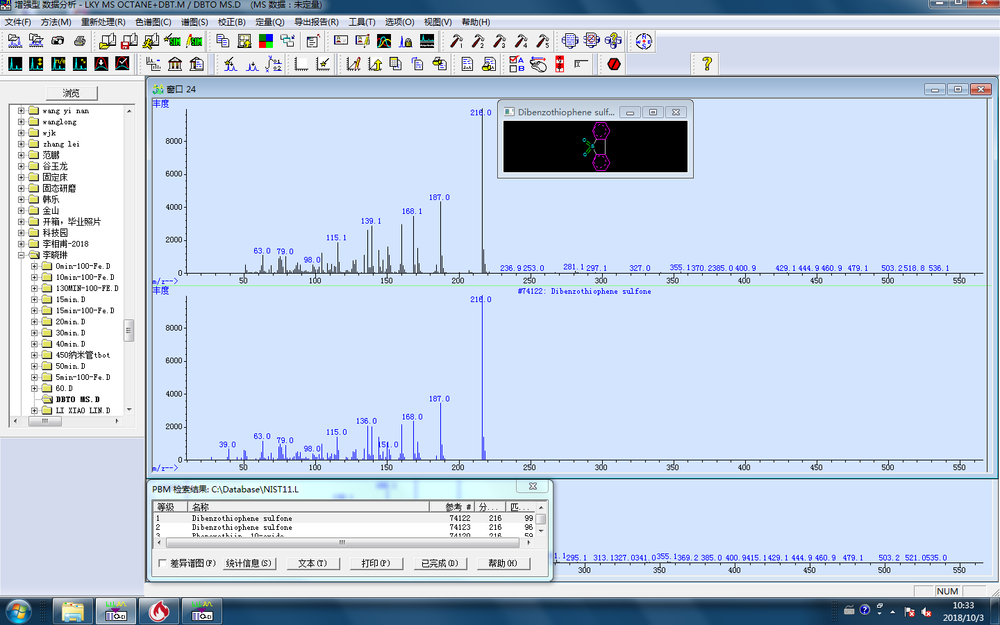 增强型 数据分析 - LKY MS OCTANE+DBT.M / DBTO MS.D (MS 数据：未定量)
文件(F) 方法(M) 重新处理(R) 色谱图(C) 谱图(S) 校正(B) 定量(Q) 导出报告(R) 工具(T) 选项(O) 视图(V) 帮助(H)
浏览
wang yi nan
wanglong
wjk
zhang lei
范鹏
谷玉龙
固定床
固态研磨
韩乐
金山
开箱，毕业照片
科技园
李相甫-2018
李晓琳
0min-100-Fe.D
10min-100-Fe.D
130MIN-100-FE.D
15min.D
15min-100-Fe.D
20min.D
30min.D
40min.D
450纳米管tbot
50min.D
5min-100-Fe.D
60.D
DBTO MS.D
LI XIAO LIN.D
窗口 24
丰度
216.0
Dibenzothiophene sulf...
8000
6000
4000
2000
0
187.0
168.1
139.1
115.1
63.0 79.0
98.0
236.9 253.0 281.1 297.1 327.0 355.1 370.2 385.0 400.9 429.1 444.9 460.9 479.1 503.2 518.8 536.1
m/z--> 50 100 150 200 250 300 350 400 450 500 550
丰度
#74122: Dibenzothiophene sulfone
216.0
8000
6000
4000
2000
0
187.0
136.0 168.0
115.0
63.0
39.0 79.0
98.0 151.0
m/z--> 50 100 150 200 250 300 350 400 450 500 550
PBM 检索结果: C:\Database\NIST11.L
等级 名称 参考 # 分... 匹...
1 Dibenzothiophene sulfone 74122 216 99
2 Dibenzothiophene sulfone 74123 216 96
3 Phenoxathiin, 10-oxide 74120 216 59
差异谱图(F) 统计信息(S) 文本(T) 打印(P) 已完成(D) 帮助(H)
1.1 295.1 313.1 327.0 341.0 355.1 369.2 385.0 400.9 415.1 429.1 444.9 460.9 479.1 503.2 521.0 535.0
300 350 400 450 500 550
NUM
10:33
2018/10/3